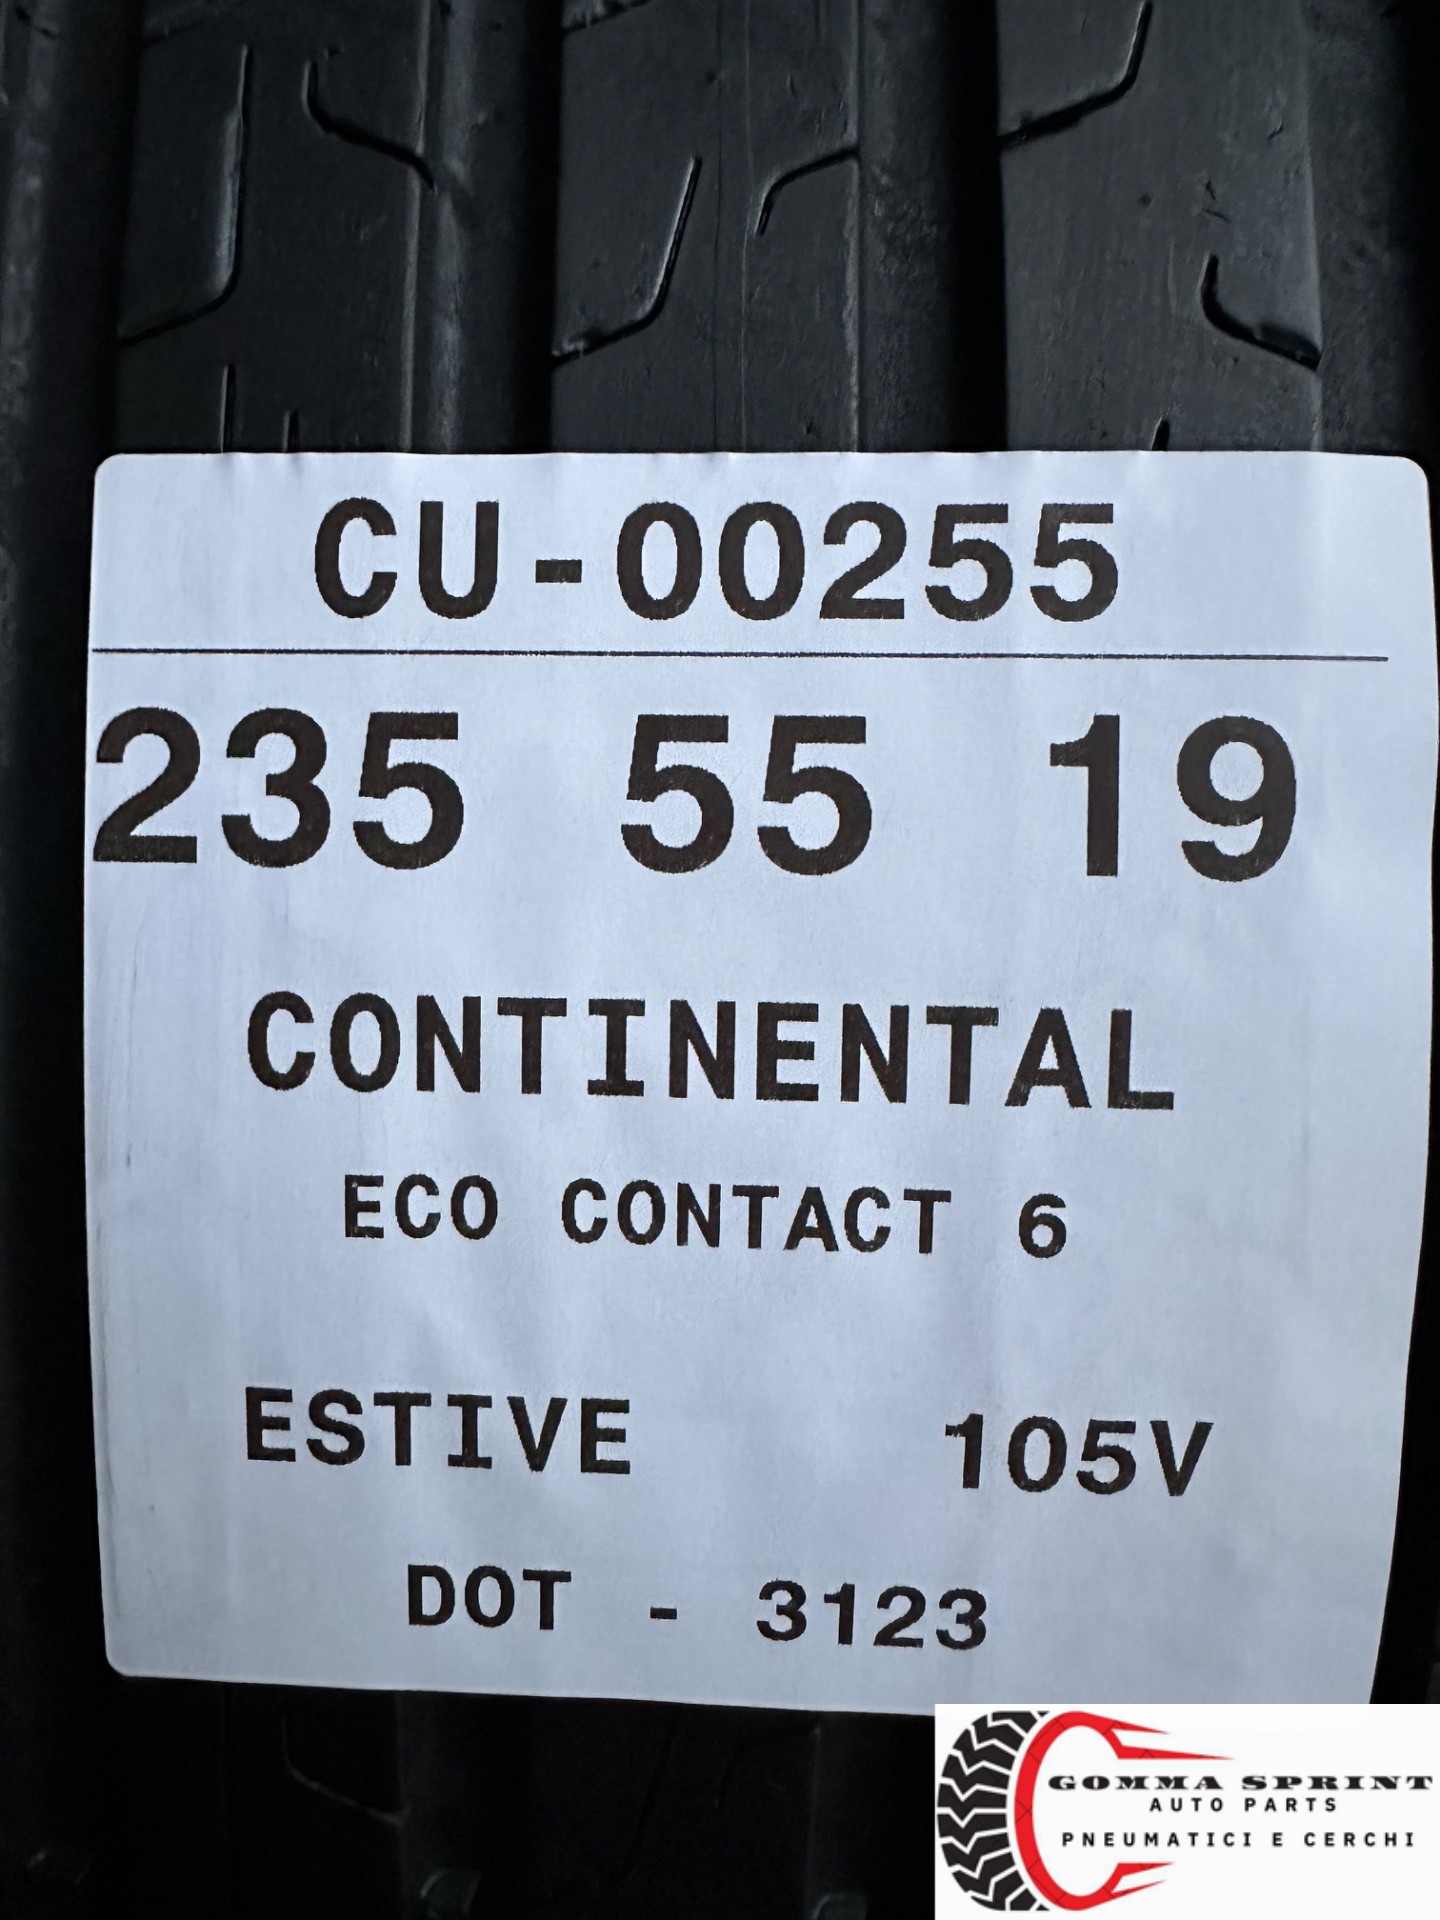 CU-00255
235 55 19
CONTINENTAL
ECO CONTACT 6
ESTIVE 105V
DOT - 3123
GOMMA SPRINT
AUTO PARTS
PNEUMATICI E CERCHI